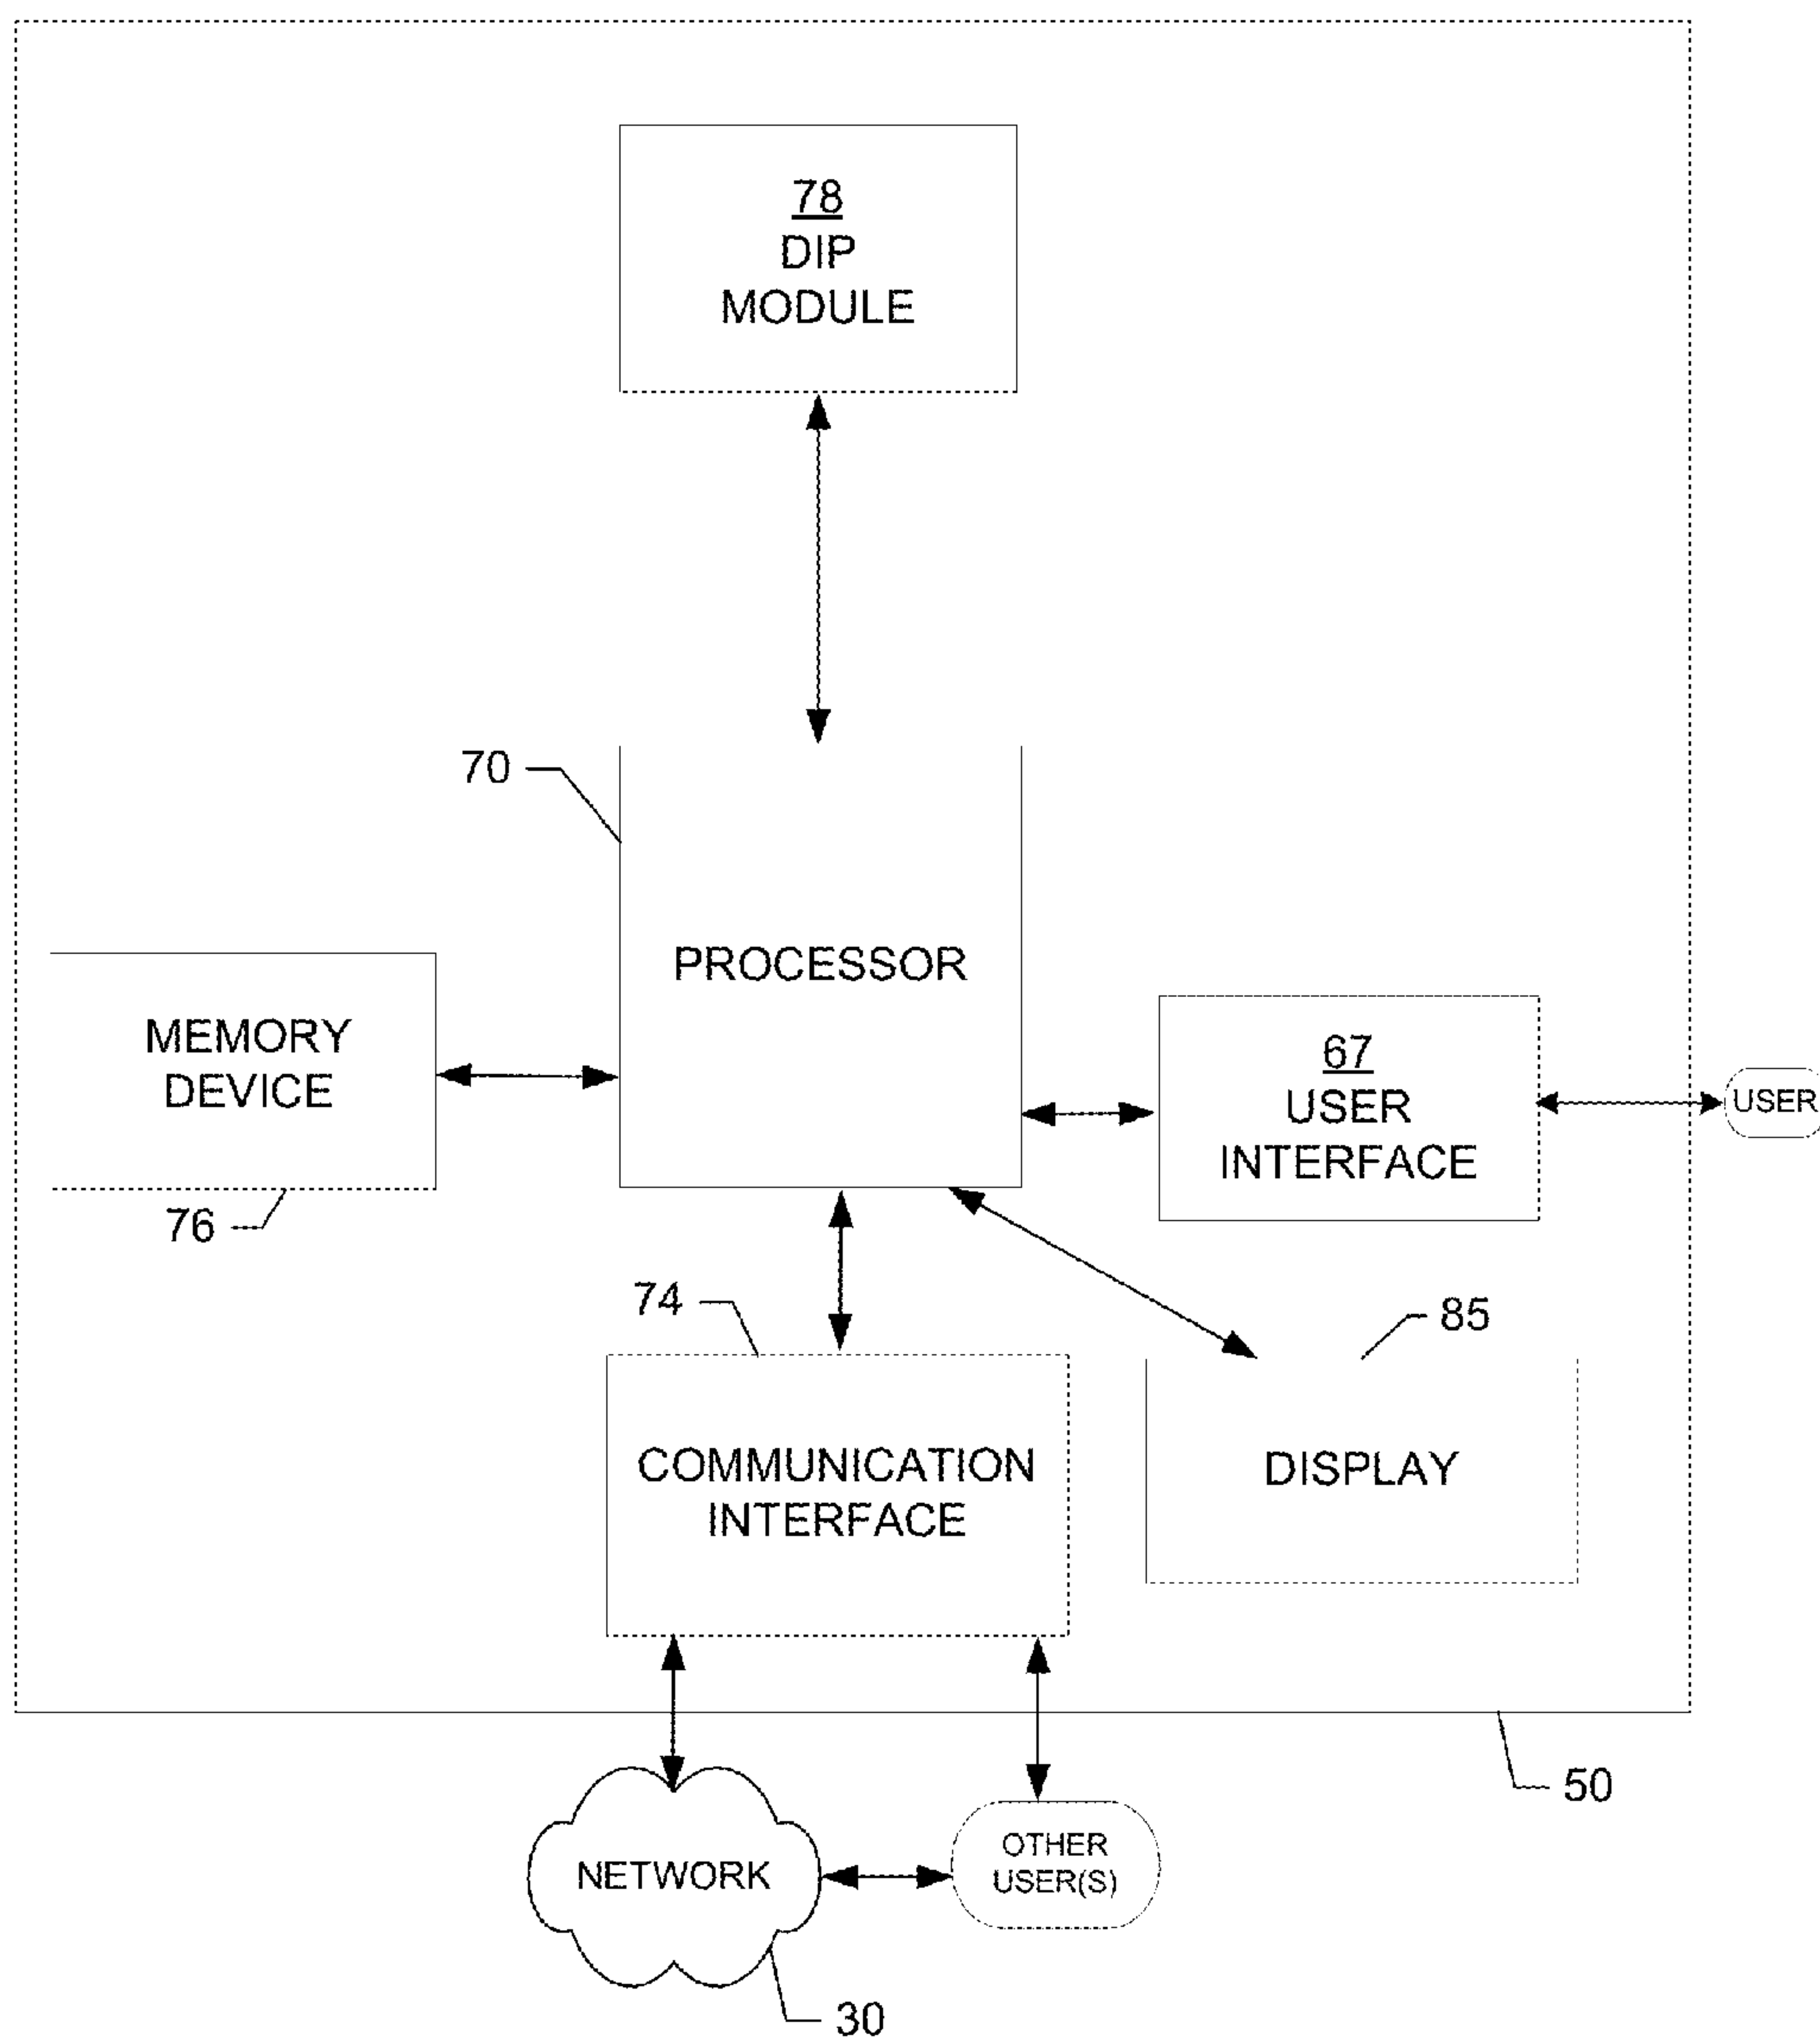 78
DIP
MODULE
70
PROCESSOR
MEMORY
DEVICE
76
67
USER
INTERFACE
USER
74
85
COMMUNICATION
INTERFACE
DISPLAY
50
NETWORK
OTHER
USER(S)
30